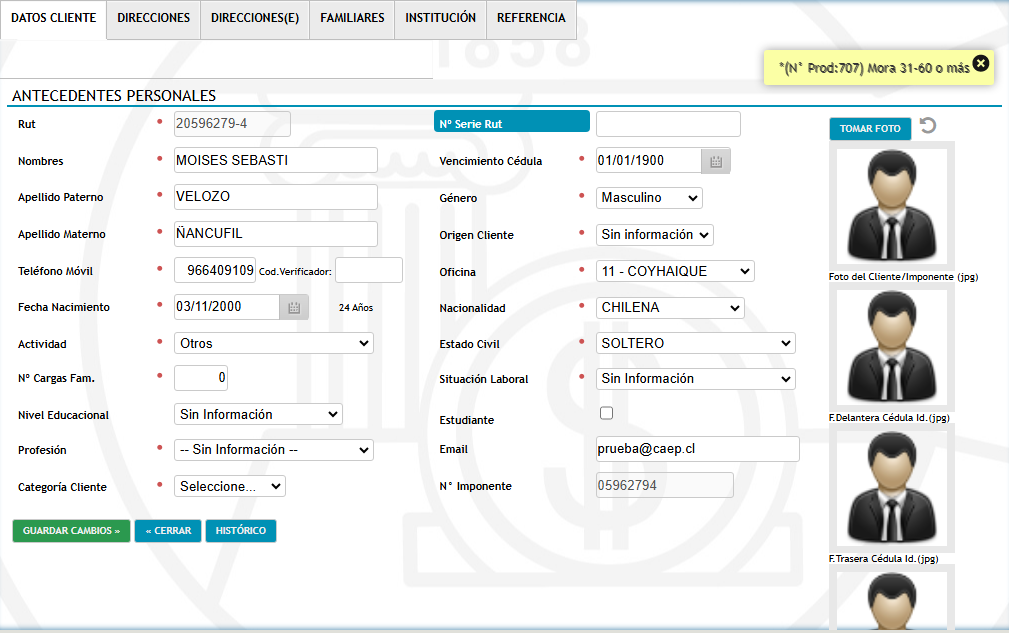 DATOS CLIENTE DIRECCIONES DIRECCIONES(E) FAMILIARES INSTITUCIÓN REFERENCIA
1858
*(N° Prod:707) Mora 31-60 o más
ANTECEDENTES PERSONALES
Rut * 20596279-4 Nº Serie Rut
TOMAR FOTO
Nombres * MOISES SEBASTI Vencimiento Cédula * 01/01/1900
Apellido Paterno * VELOZO Género * Masculino
Apellido Materno * ÑANCUFIL Origen Cliente * Sin información
Teléfono Móvil * 966409109 Cod.Verificador: Oficina * 11 - COYHAIQUE
Foto del Cliente/Imponente (jpg)
Fecha Nacimiento * 03/11/2000 24 Años Nacionalidad * CHILENA
Actividad * Otros Estado Civil * SOLTERO
Nº Cargas Fam. * 0 Situación Laboral * Sin Información
Nivel Educacional Sin Información Estudiante
F.Delantera Cédula Id.(jpg)
Profesión * -- Sin Información -- Email prueba@caep.cl
Categoría Cliente * Seleccione... N° Imponente 05962794
GUARDAR CAMBIOS » « CERRAR HISTÓRICO
F.Trasera Cédula Id.(jpg)